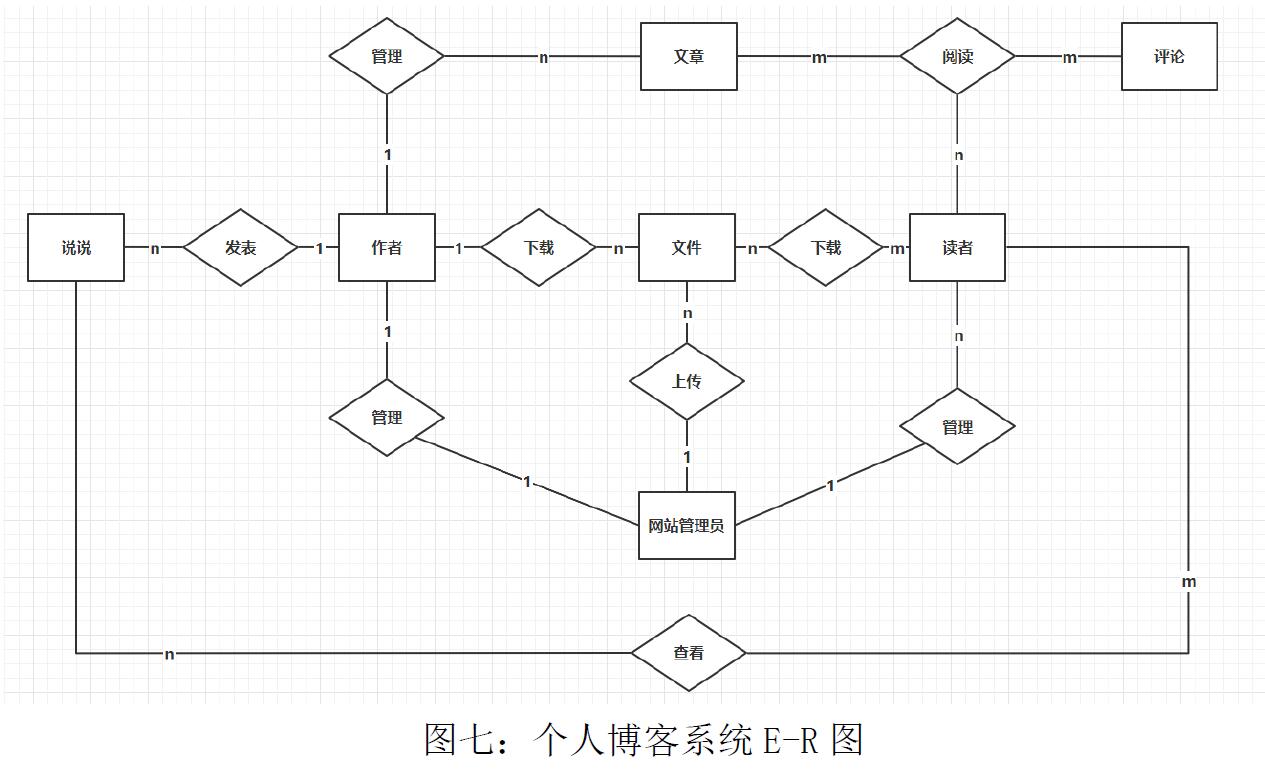 管理 n 文章 m 阅读 m 评论
1 n
说说 n 发表 1 作者 1 下载 n 文件 n 下载 m 读者
1 n n
上传
管理 管理
1
1 1
网站管理员
m
n 查看
图七：个人博客系统 E-R 图